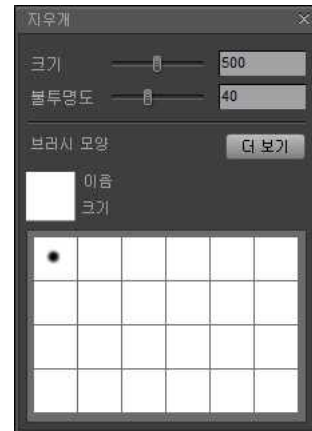 지우개
크기 500
불투명도 40
브러시 모양 더 보기
이름
크기